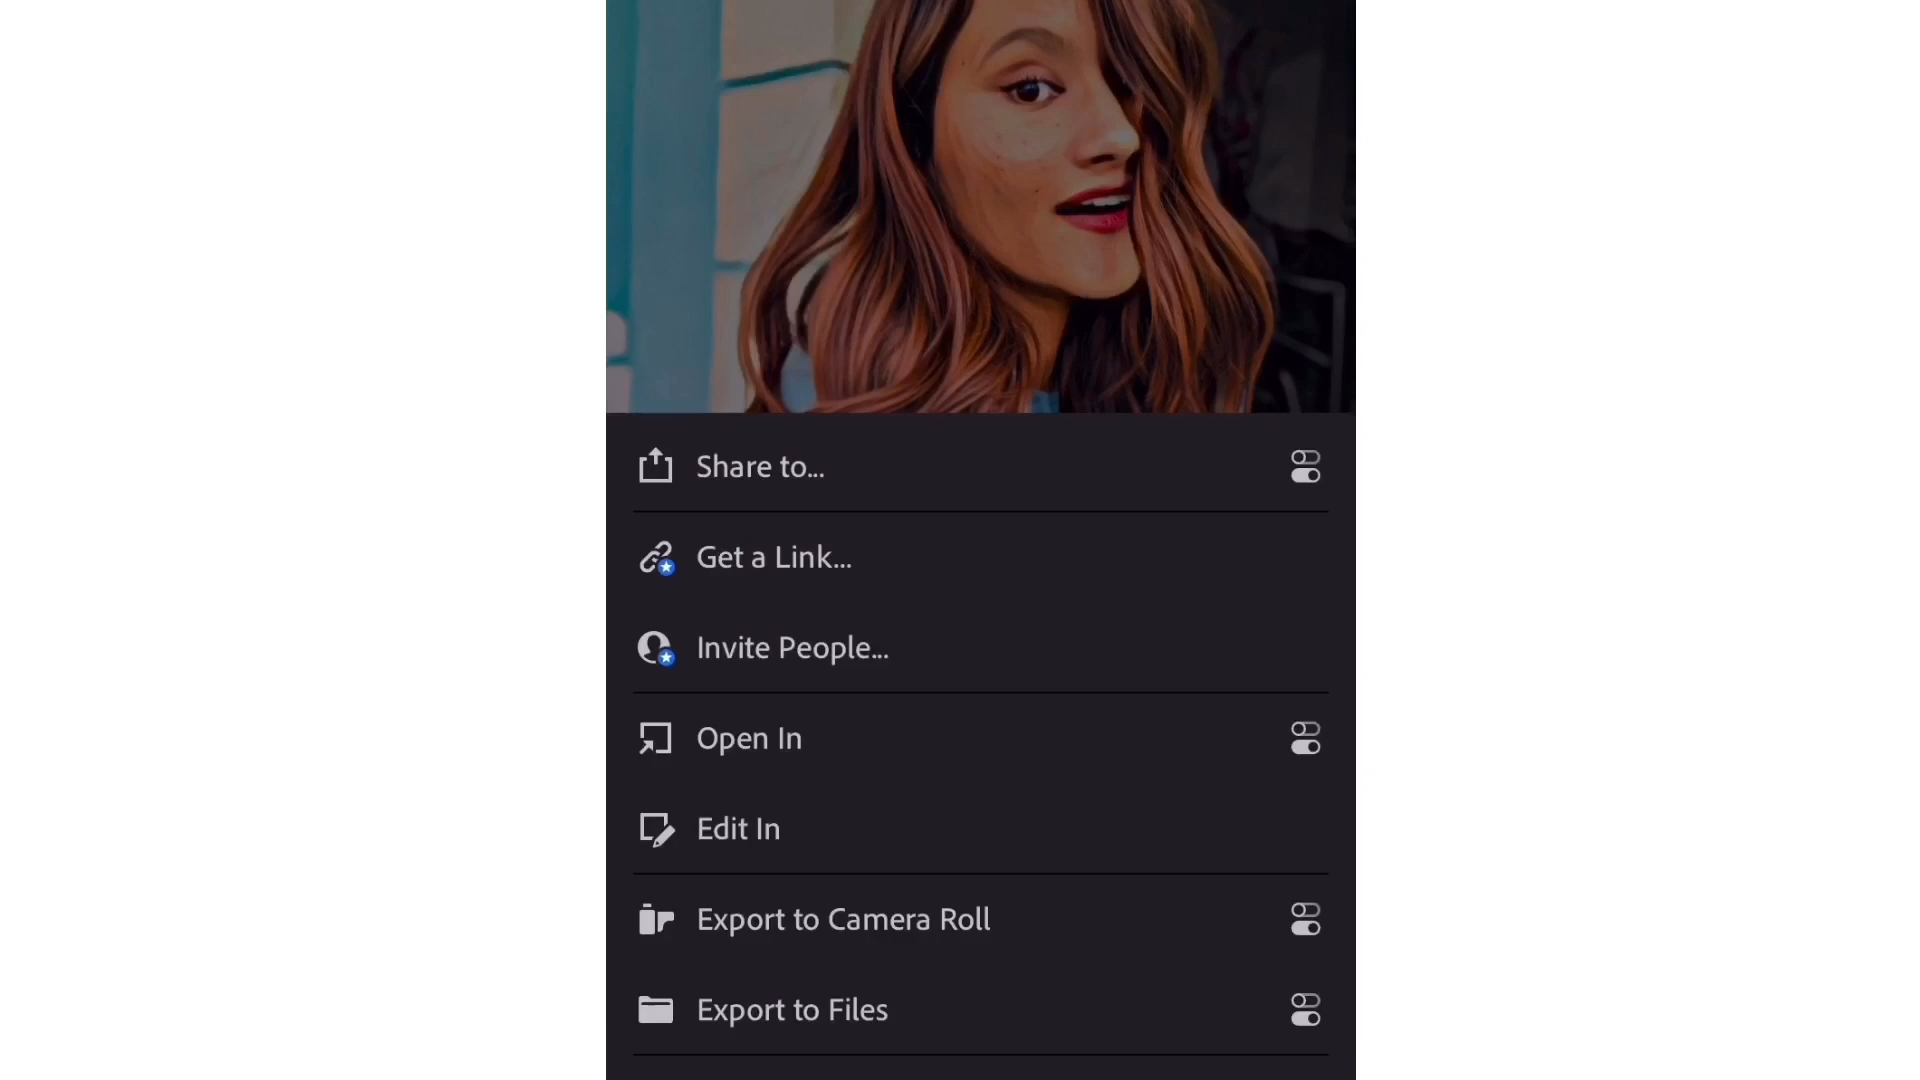 Share to...
Get a Link...
Invite People...
Open In
Edit In
Export to Camera Roll
Export to Files